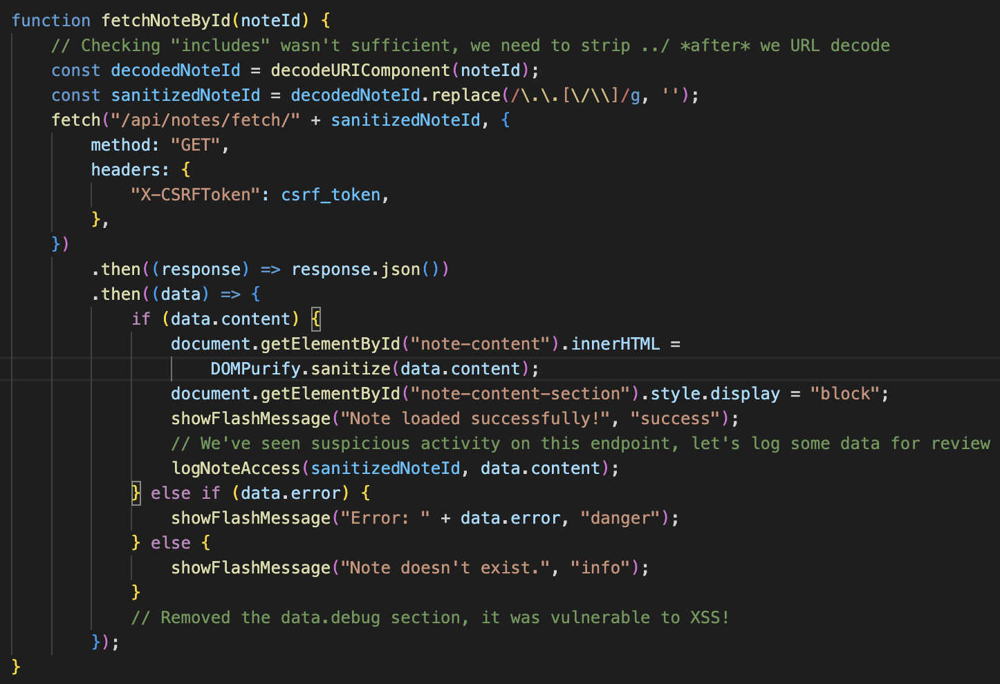 function fetchNoteById(noteId) {
    // Checking "includes" wasn't sufficient, we need to strip ../ *after* we URL decode
    const decodedNoteId = decodeURIComponent(noteId);
    const sanitizedNoteId = decodedNoteId.replace(/\.\.[\/\\]/g, '');
    fetch("/api/notes/fetch/" + sanitizedNoteId, {
        method: "GET",
        headers: {
            "X-CSRFToken": csrf_token,
        },
    })
        .then((response) => response.json())
        .then((data) => {
            if (data.content) {
                document.getElementById("note-content").innerHTML =
                    DOMPurify.sanitize(data.content);
                document.getElementById("note-content-section").style.display = "block";
                showFlashMessage("Note loaded successfully!", "success");
                // We've seen suspicious activity on this endpoint, let's log some data for review
                logNoteAccess(sanitizedNoteId, data.content);
            } else if (data.error) {
                showFlashMessage("Error: " + data.error, "danger");
            } else {
                showFlashMessage("Note doesn't exist.", "info");
            }
            // Removed the data.debug section, it was vulnerable to XSS!
        });
}